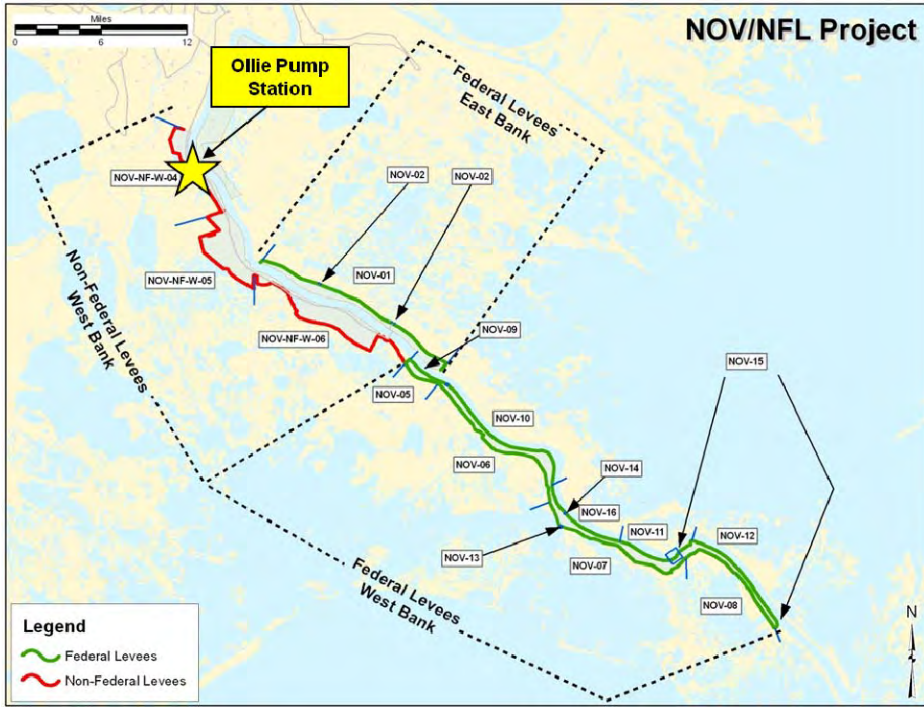 Miles
0 6 12
NOV/NFL Project
Ollie Pump
Station
Federal Levees
East Bank
NOV-02
NOV-02
NOV-NF-W-04
NOV-01
NOV-NF-W-05
Non-Federal Levees
West Bank
NOV-NF-W-06
NOV-09
NOV-15
NOV-05
NOV-10
NOV-06
NOV-14
NOV-16
NOV-11
NOV-12
NOV-13
NOV-07
NOV-08
Federal Levees
West Bank
Legend
Federal Levees
Non-Federal Levees
N